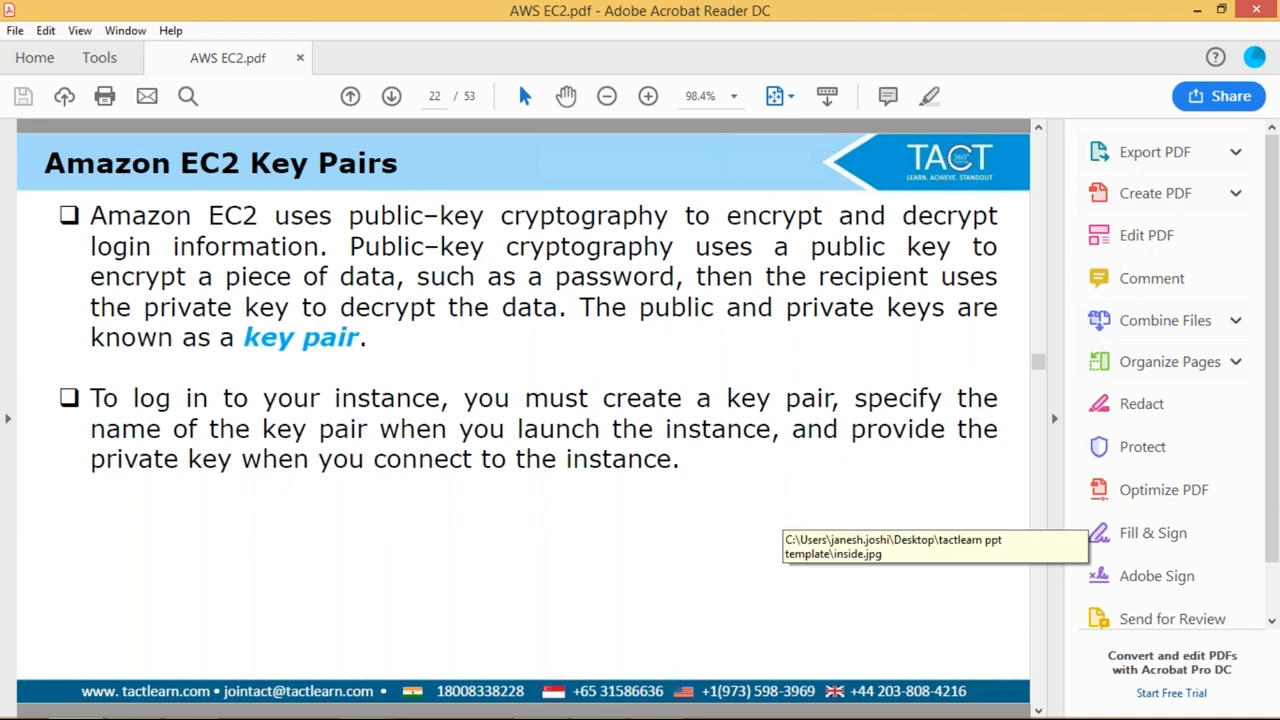 AWS EC2.pdf - Adobe Acrobat Reader DC
File Edit View Window Help
Home Tools AWS EC2.pdf ×
22 / 53 98.4% Share
Amazon EC2 Key Pairs
TACT
360°
LEARN. ACHIEVE. STANDOUT
❑ Amazon EC2 uses public–key cryptography to encrypt and decrypt
login information. Public–key cryptography uses a public key to
encrypt a piece of data, such as a password, then the recipient uses
the private key to decrypt the data. The public and private keys are
known as a key pair.
❑ To log in to your instance, you must create a key pair, specify the
name of the key pair when you launch the instance, and provide the
private key when you connect to the instance.
C:\Users\janesh.joshi\Desktop\tactlearn ppt
template\inside.jpg
www. tactlearn.com • jointact@tactlearn.com • 18008338228 +65 31586636 +1(973) 598-3969 +44 203-808-4216
Export PDF
Create PDF
Edit PDF
Comment
Combine Files
Organize Pages
Redact
Protect
Optimize PDF
Fill & Sign
Adobe Sign
Send for Review
Convert and edit PDFs
with Acrobat Pro DC
Start Free Trial